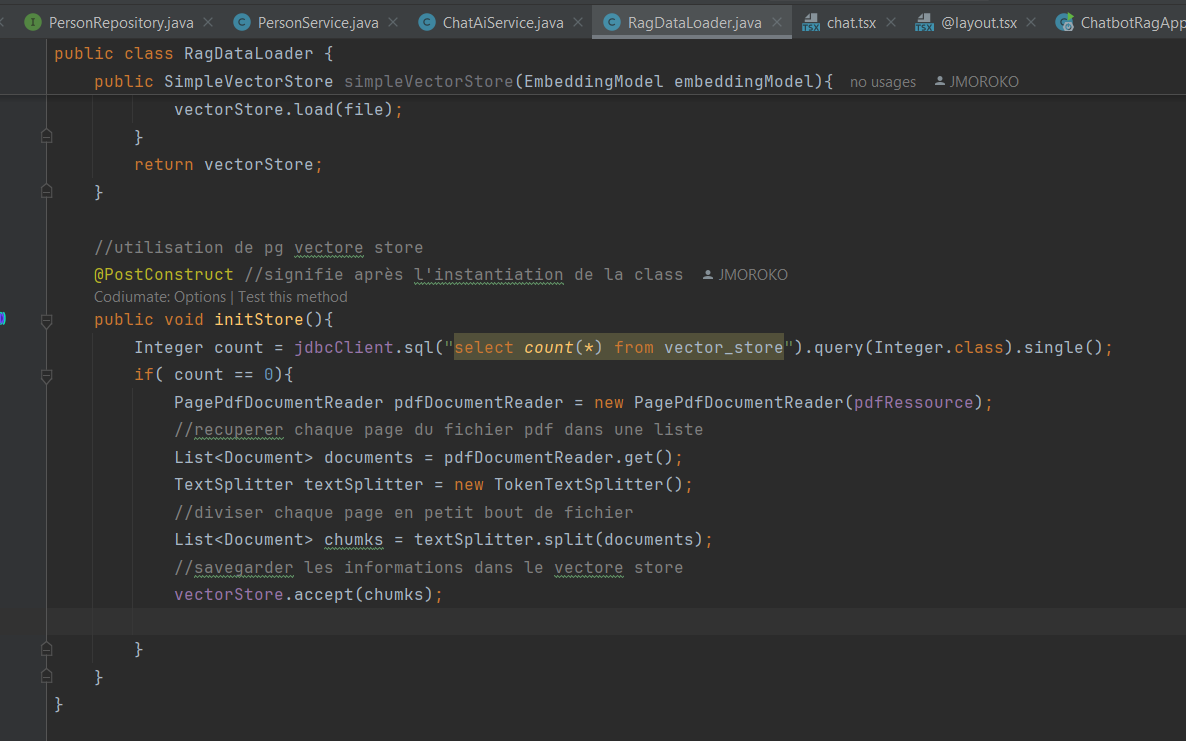 PersonRepository.java PersonService.java ChatAiService.java RagDataLoader.java chat.tsx @layout.tsx ChatbotRagApp
public class RagDataLoader {
public SimpleVectorStore simpleVectorStore(EmbeddingModel embeddingModel){ no usages JMOROKO
vectorStore.load(file);
}
return vectorStore;
}
//utilisation de pg vectore store
@PostConstruct //signifie après l'instantiation de la class JMOROKO
Codiumate: Options | Test this method
public void initStore(){
Integer count = jdbcClient.sql("select count(*) from vector_store").query(Integer.class).single();
if( count == 0){
PagePdfDocumentReader pdfDocumentReader = new PagePdfDocumentReader(pdfRessource);
//recuperer chaque page du fichier pdf dans une liste
List<Document> documents = pdfDocumentReader.get();
TextSplitter textSplitter = new TokenTextSplitter();
//diviser chaque page en petit bout de fichier
List<Document> chumks = textSplitter.split(documents);
//savegarder les informations dans le vectore store
vectorStore.accept(chumks);
}
}
}